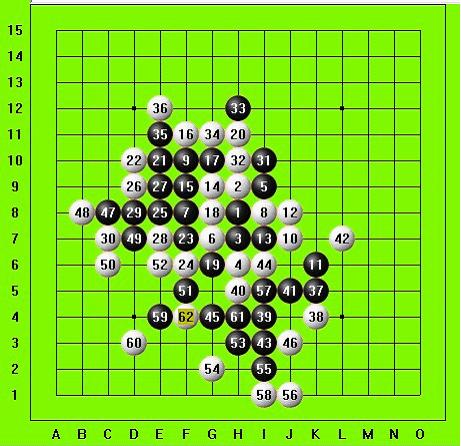 15
14
13
12 36 33
11 35 16 34 20
10 22 21 9 17 32 31
9 26 27 15 14 2 5
8 48 47 29 25 7 18 1 8 12
7 30 49 28 23 6 3 13 10 42
6 50 52 24 19 4 44 11
5 51 40 57 41 37
4 59 62 45 61 39 38
3 60 53 43 46
2 54 55
1 58 56
A B C D E F G H I J K L M N O